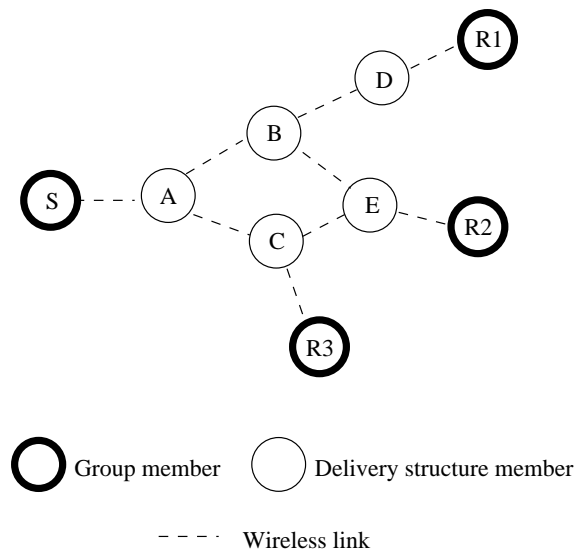 R1
D
B
S
A
E
R2
C
R3
Group member
Delivery structure member
Wireless link